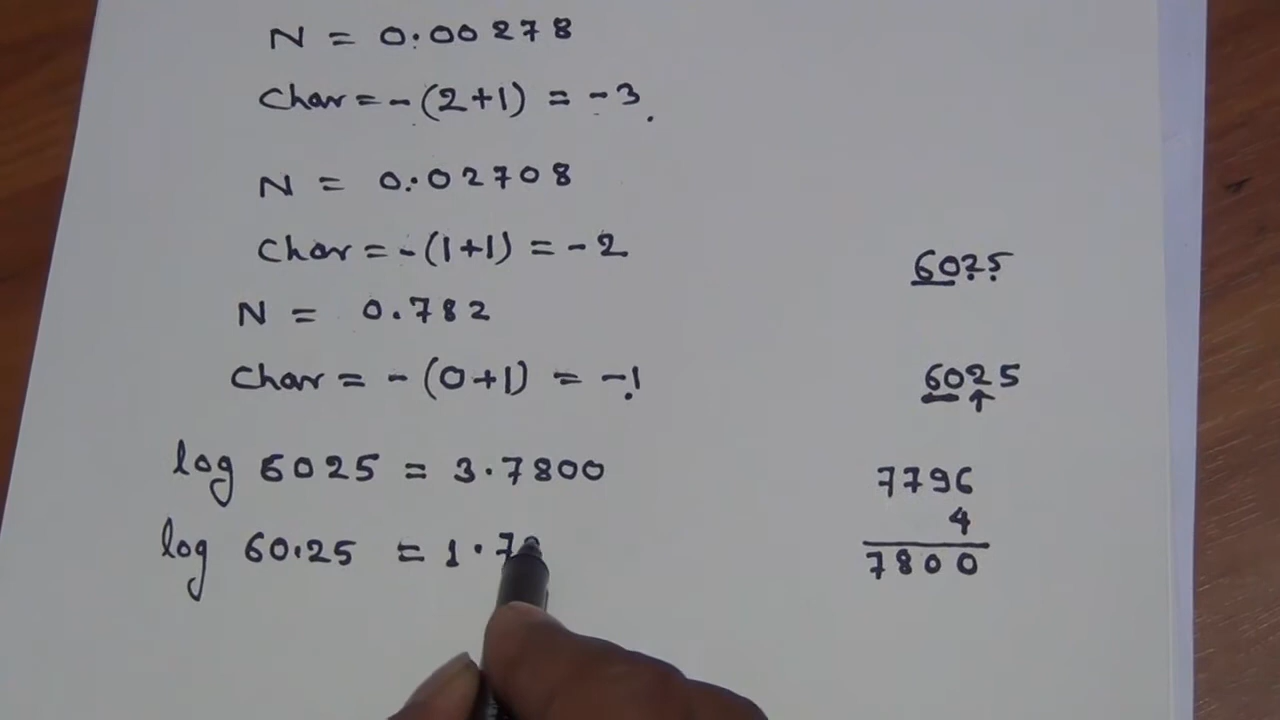 N = 0.00278
Char = -(2+1) = -3.
N = 0.02708
Char = -(1+1) = -2
N = 0.782
Char = -(0+1) = -1
log 6025 = 3.7800
log 60.25 = 1.7
6025
6025
7796
4
7800